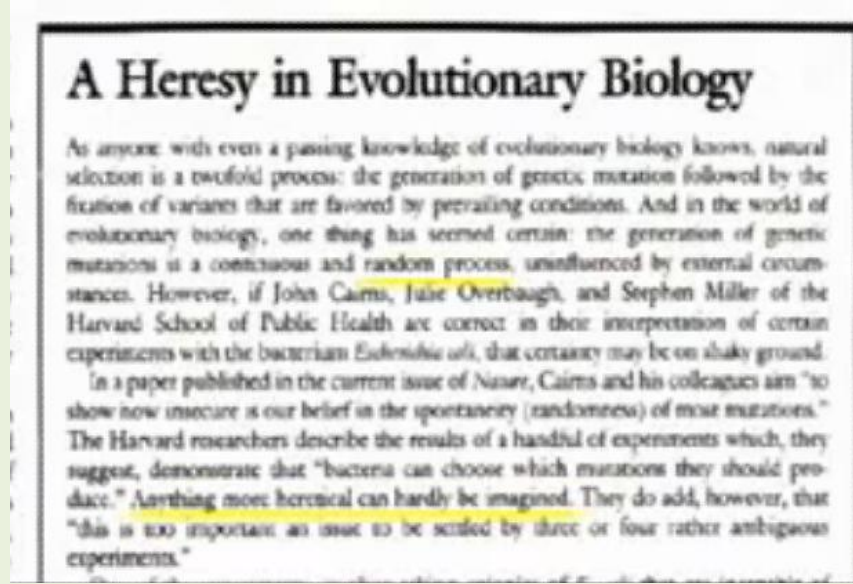 A Heresy in Evolutionary Biology
As anyone with even a passing knowledge of evolutionary biology knows, natural
selection is a twofold process: the generation of genetic mutation followed by the
fixation of variants that are favored by prevailing conditions. And in the world of
evolutionary biology, one thing has seemed certain: the generation of genetic
mutations is a continuous and random process, uninfluenced by external circum-
stances. However, if John Cairns, Julie Overbaugh, and Stephen Miller of the
Harvard School of Public Health are correct in their interpretation of certain
experiments with the bacterium Escherichia coli, that certainty may be on shaky ground.
In a paper published in the current issue of Nature, Cairns and his colleagues aim "to
show how insecure is our belief in the spontaneity (randomness) of most mutations."
The Harvard researchers describe the results of a handful of experiments which, they
suggest, demonstrate that "bacteria can choose which mutations they should pro-
duce." Anything more heretical can hardly be imagined. They do add, however, that
"this is too important an issue to be settled by three or four rather ambiguous
experiments."